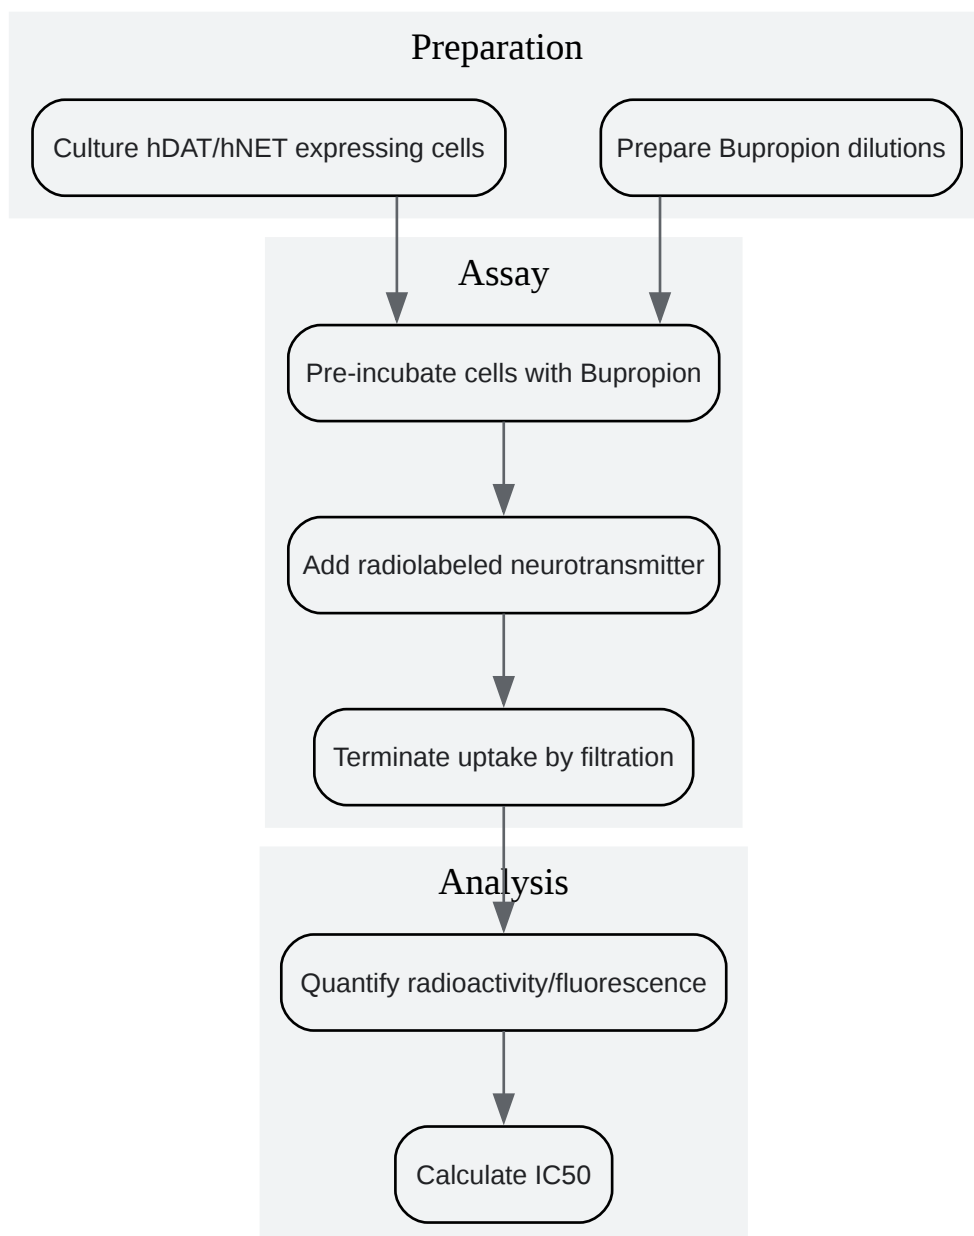 Preparation
Culture hDAT/hNET expressing cells
Prepare Bupropion dilutions
Assay
Pre-incubate cells with Bupropion
Add radiolabeled neurotransmitter
Terminate uptake by filtration
Analysis
Quantify radioactivity/fluorescence
Calculate IC50